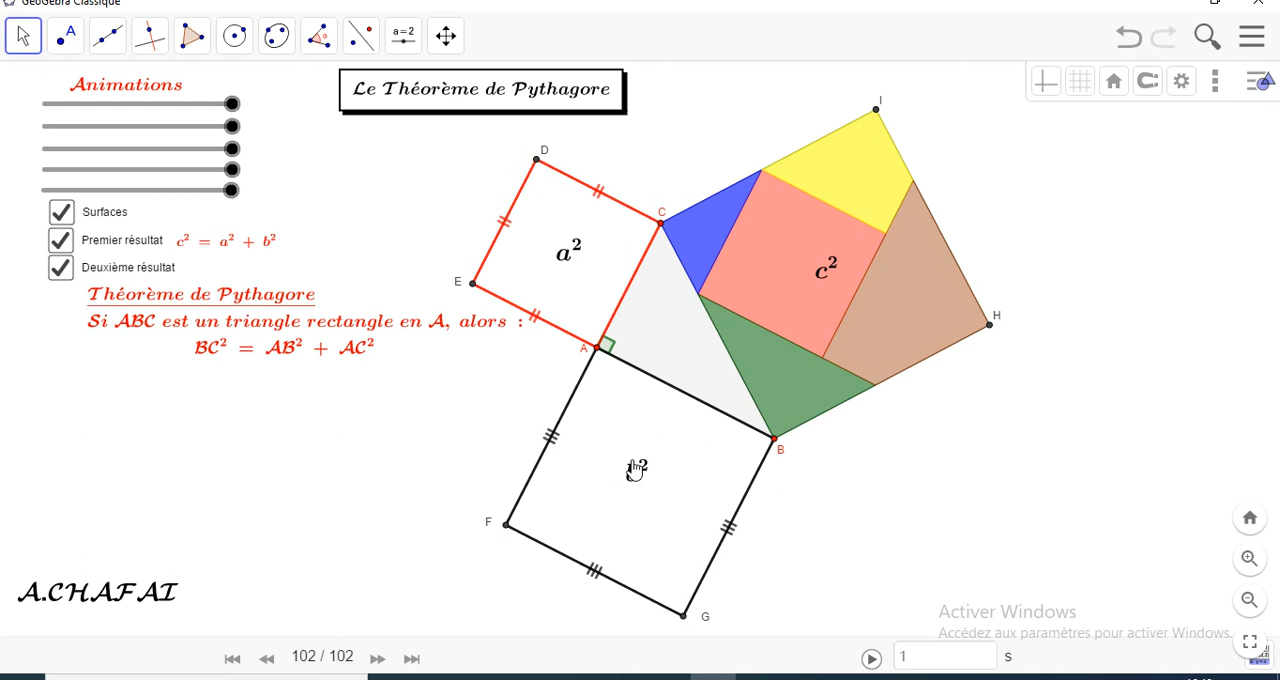 GeoGebra Classique
A
a=2
Animations
Le Théorème de Pythagore
Surfaces
Premier résultat c² = a² + b²
Deuxième résultat
Théorème de Pythagore
Si ABC est un triangle rectangle en A, alors :
BC² = AB² + AC²
D
I
C
a²
c²
E
H
A
B
F
G
A.CHAFAI
Activer Windows
Accédez aux paramètres pour activer Windows.
102 / 102
1 s